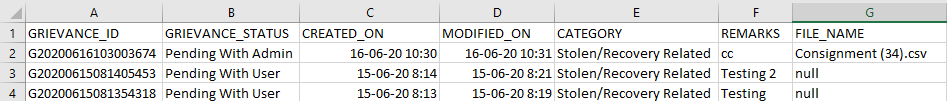 A B C D E F G
1 GRIEVANCE_ID GRIEVANCE_STATUS CREATED_ON MODIFIED_ON CATEGORY REMARKS FILE_NAME
2 G20200616103003674 Pending With Admin 16-06-20 10:30 16-06-20 10:31 Stolen/Recovery Related cc Consignment (34).csv
3 G20200615081405453 Pending With User 15-06-20 8:14 15-06-20 8:21 Stolen/Recovery Related Testing 2 null
4 G20200615081354318 Pending With User 15-06-20 8:13 15-06-20 8:19 Stolen/Recovery Related Testing null